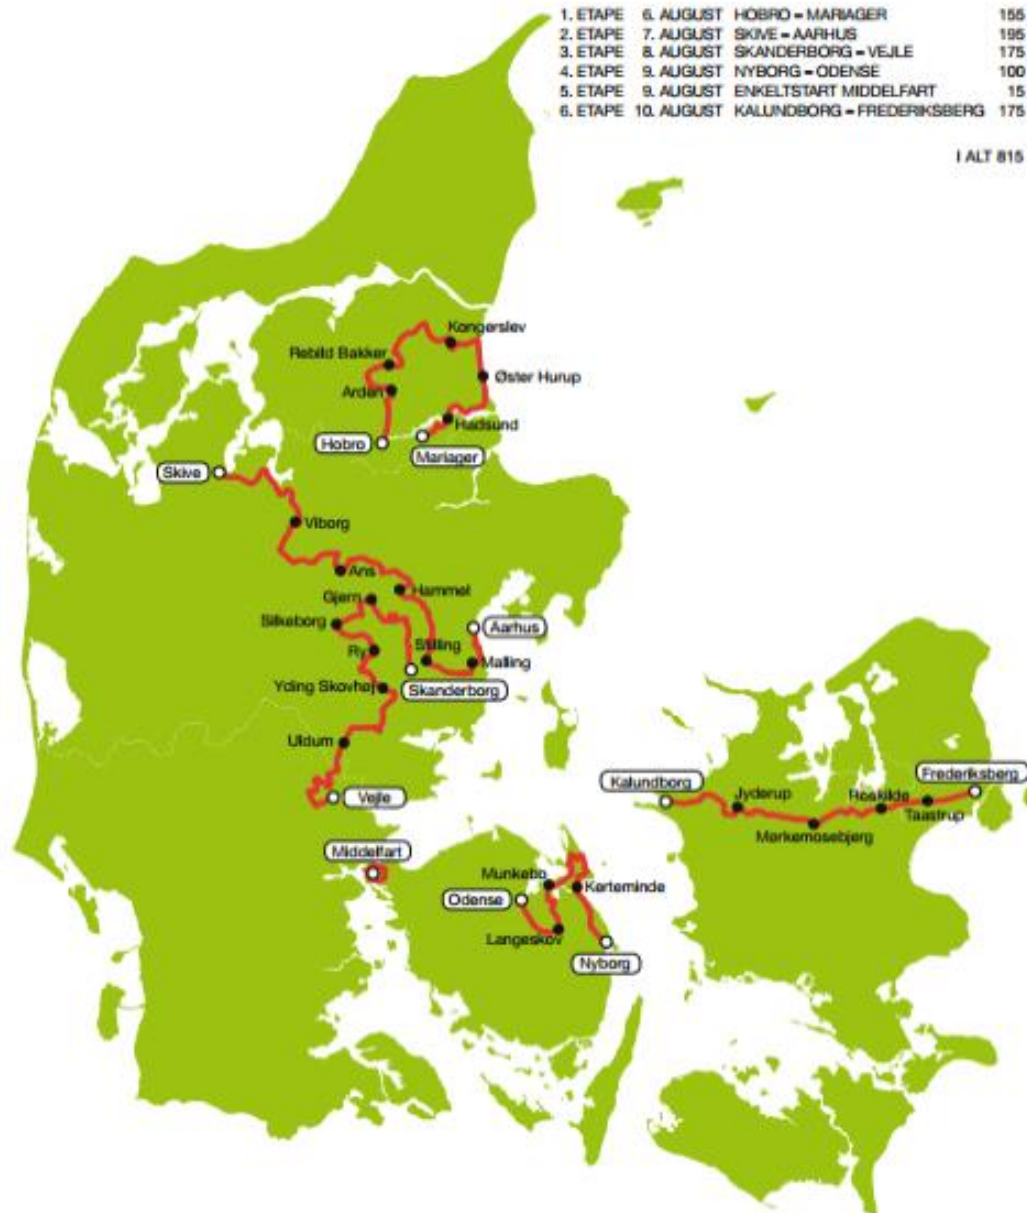 1. ETAPE 6. AUGUST HOBRO - MARIAGER 155
2. ETAPE 7. AUGUST SKIVE - AARHUS 195
3. ETAPE 8. AUGUST SKANDERBORG - VEJLE 175
4. ETAPE 9. AUGUST NYBORG - ODENSE 100
5. ETAPE 9. AUGUST ENKELTSTART MIDDELFART 15
6. ETAPE 10. AUGUST KALUNDBORG - FREDERIKSBERG 175
I ALT 815
Kongerslev
Rebild Bakker
Øster Hurup
Arden
Hadsund
Hobro
Mariager
Skive
Viborg
Ans
Hammel
Gjern
Silkeborg
Aarhus
Ry
Stilling
Malling
Yding Skovhøj
Skanderborg
Uldum
Vejle
Kalundborg
Frederiksberg
Jyderup
Roskilde
Taastrup
Mørkemosebjerg
Middelfart
Munkebo
Kerteminde
Odense
Langeskov
Nyborg